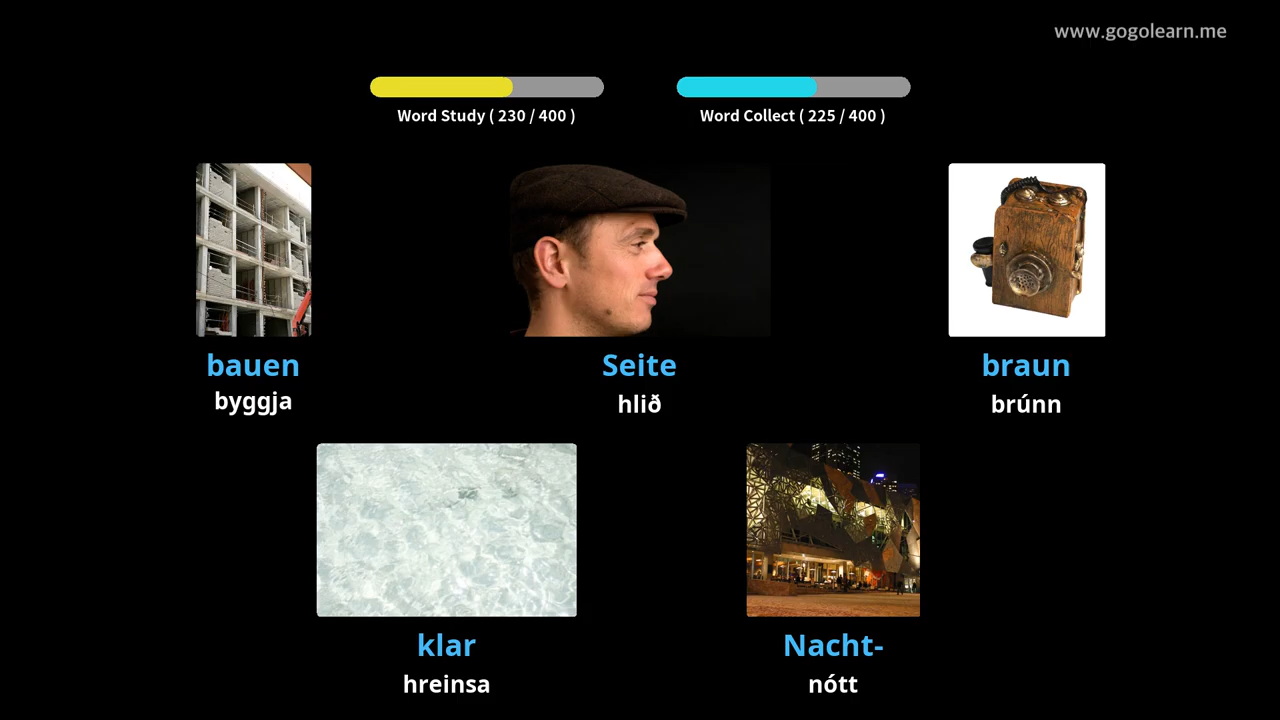 www.gogolearn.me
Word Study ( 230 / 400 )
Word Collect ( 225 / 400 )
bauen
byggja
Seite
hlið
braun
brúnn
klar
hreinsa
Nacht-
nótt